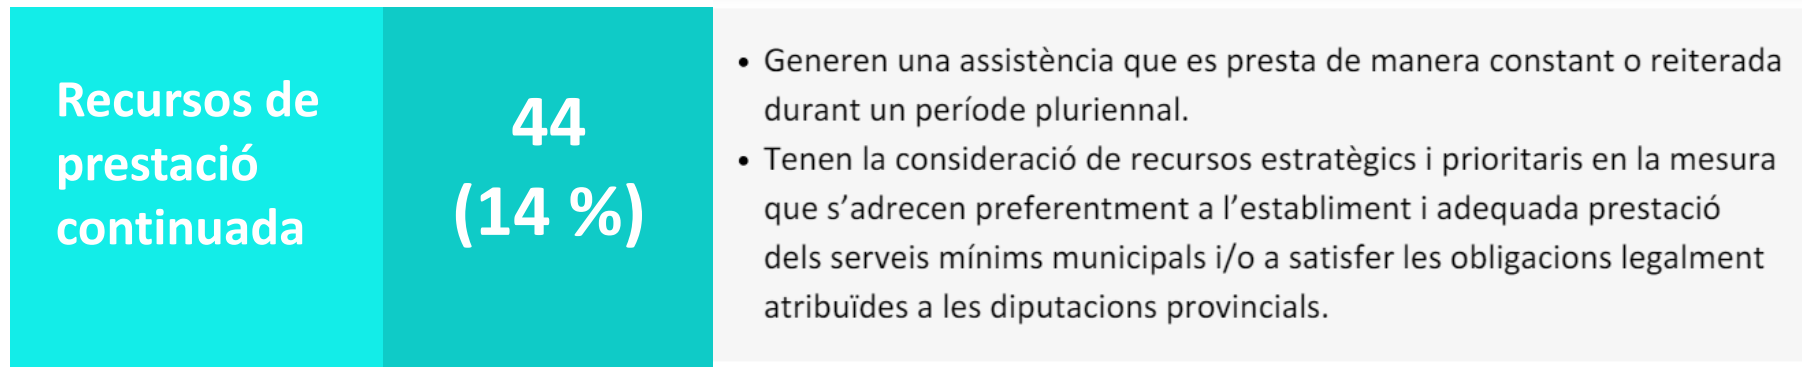 Recursos de
prestació
continuada
44
(14 %)
• Generen una assistència que es presta de manera constant o reiterada
durant un període pluriennal.
• Tenen la consideració de recursos estratègics i prioritaris en la mesura
que s’adrecen preferentment a l’establiment i adequada prestació
dels serveis mínims municipals i/o a satisfer les obligacions legalment
atribuïdes a les diputacions provincials.